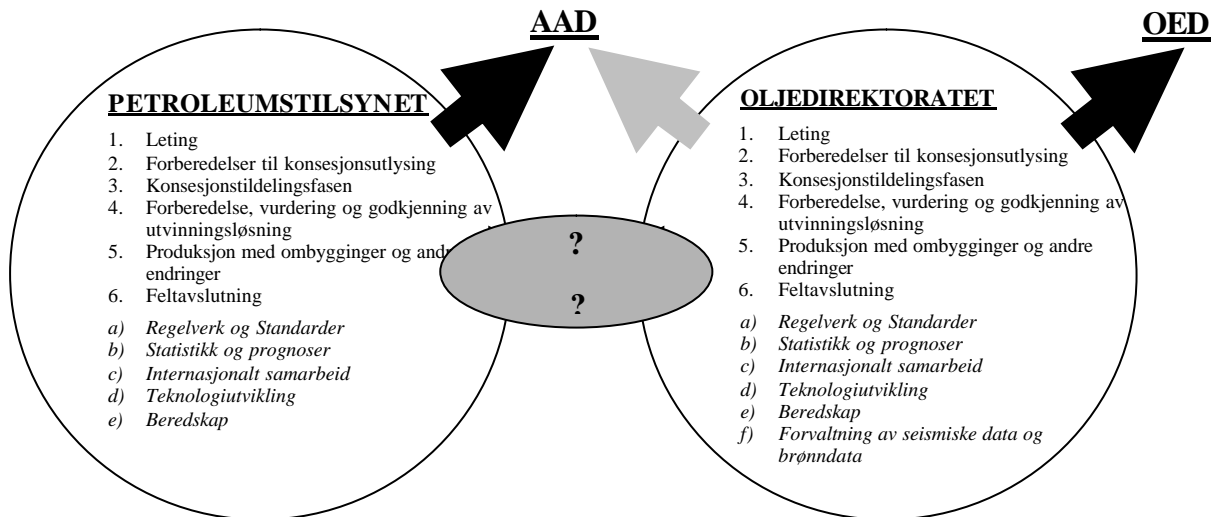 AAD
OED
PETROLEUMSTILSYNET
1. Leting
2. Forberedelser til konsesjonsutlysing
3. Konsesjonstildelingsfasen
4. Forberedelse, vurdering og godkjenning av
utvinningsløsning
5. Produksjon med ombygginger og andr
endringer
6. Feltavslutning
a) Regelverk og Standarder
b) Statistikk og prognoser
c) Internasjonalt samarbeid
d) Teknologiutvikling
e) Beredskap
?
?
OLJEDIREKTORATET
1. Leting
2. Forberedelser til konsesjonsutlysing
3. Konsesjonstildelingsfasen
4. Forberedelse, vurdering og godkjenning av
utvinningsløsning
5. Produksjon med ombygginger og andre
endringer
6. Feltavslutning
a) Regelverk og Standarder
b) Statistikk og prognoser
c) Internasjonalt samarbeid
d) Teknologiutvikling
e) Beredskap
f) Forvaltning av seismiske data og
brønndata